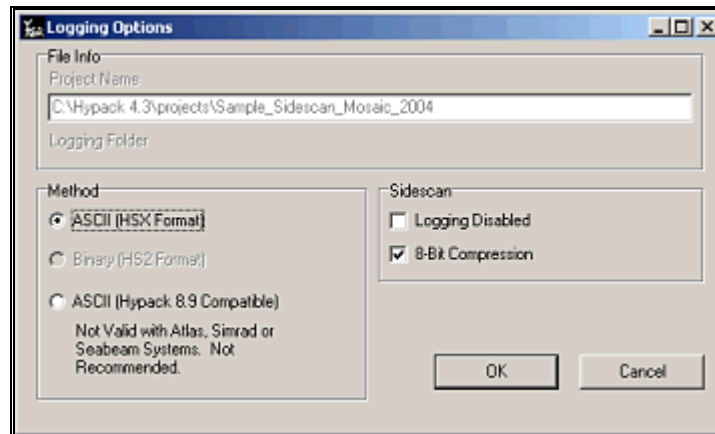 Logging Options
File Info
Project Name
C:\Hypack 4.3\projects\Sample_Sidescan_Mosaic_2004
Logging Folder
Method
ASCII (HSX Format)
Binary (HS2 Format)
ASCII (Hypack 8.9 Compatible)
Not Valid with Atlas, Simrad or
Seabeam Systems. Not
Recommended.
Sidescan
Logging Disabled
8-Bit Compression
OK
Cancel